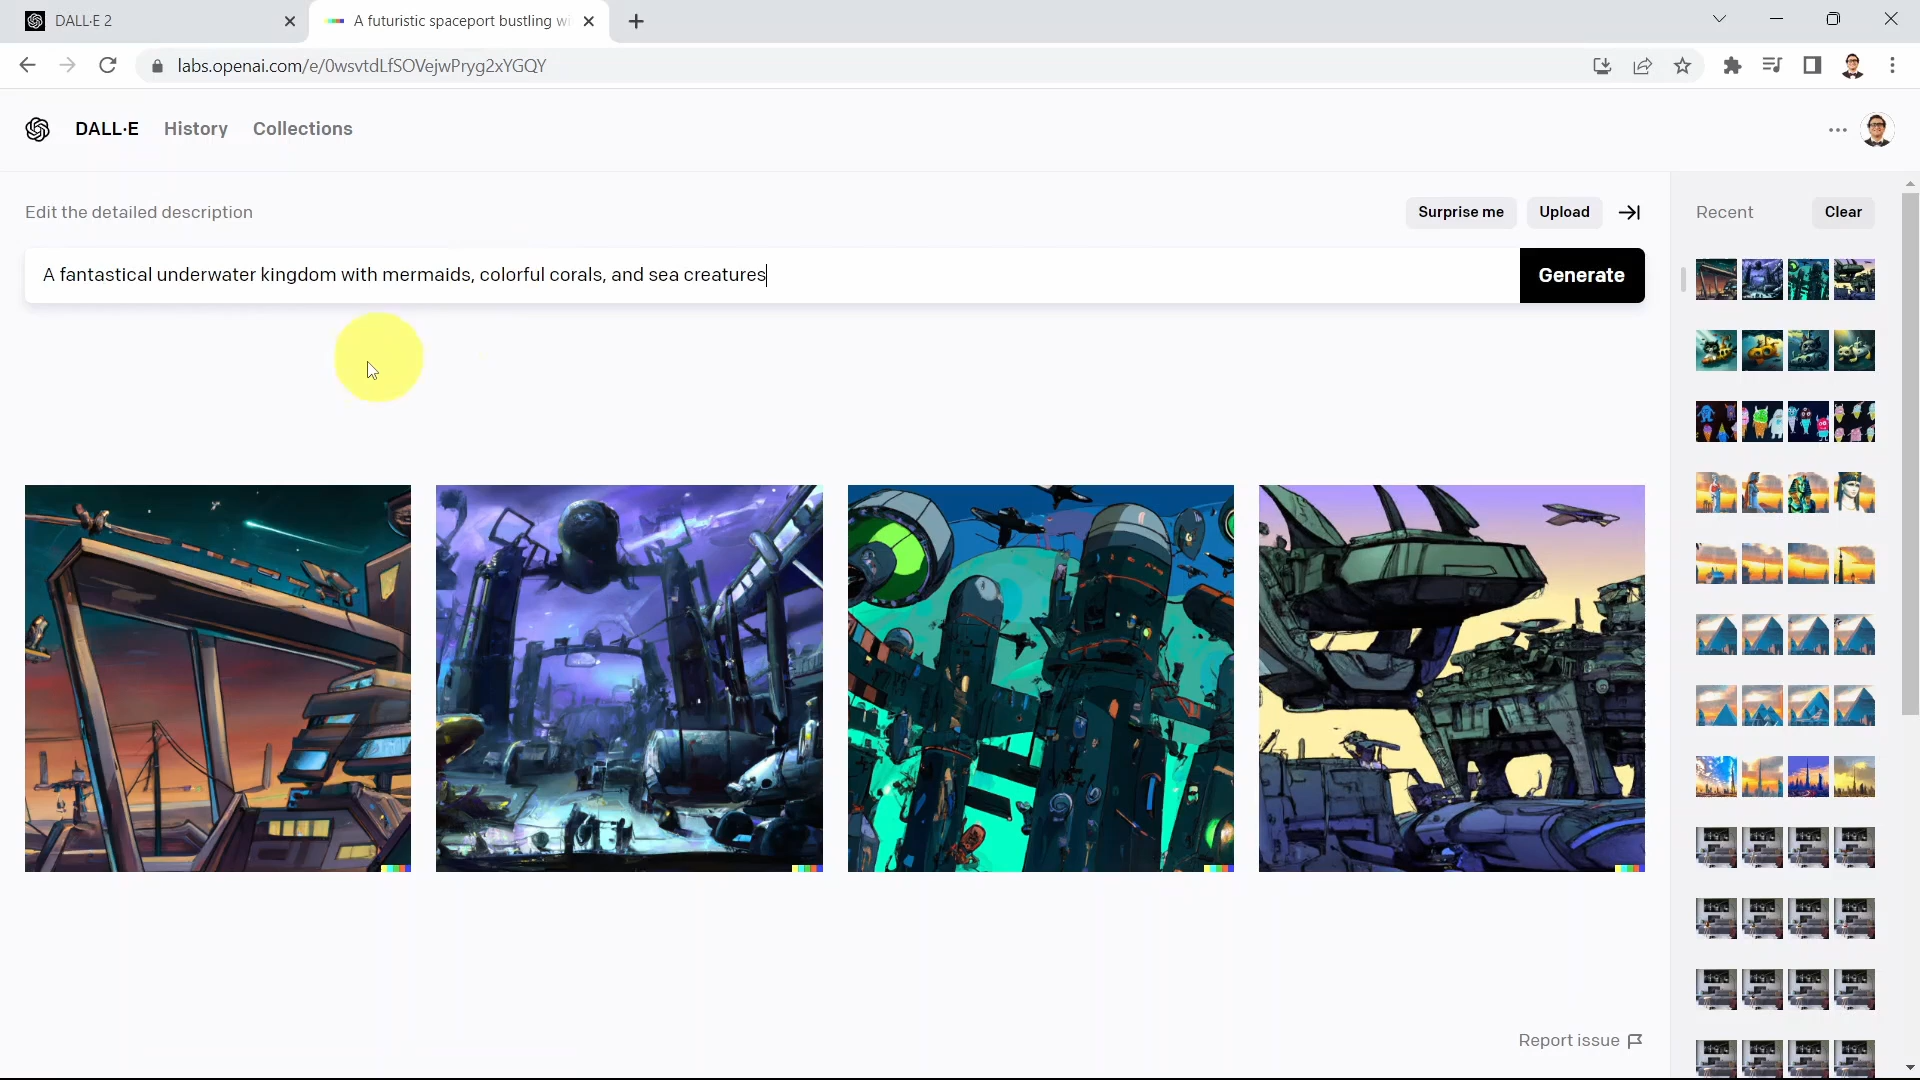 DALL·E 2
A futuristic spaceport bustling wi
labs.openai.com/e/0wsvtdLfSOVejwPryg2xYGQY
DALL·E
History
Collections
Edit the detailed description
Surprise me
Upload
Recent
Clear
A fantastical underwater kingdom with mermaids, colorful corals, and sea creatures
Generate
Report issue